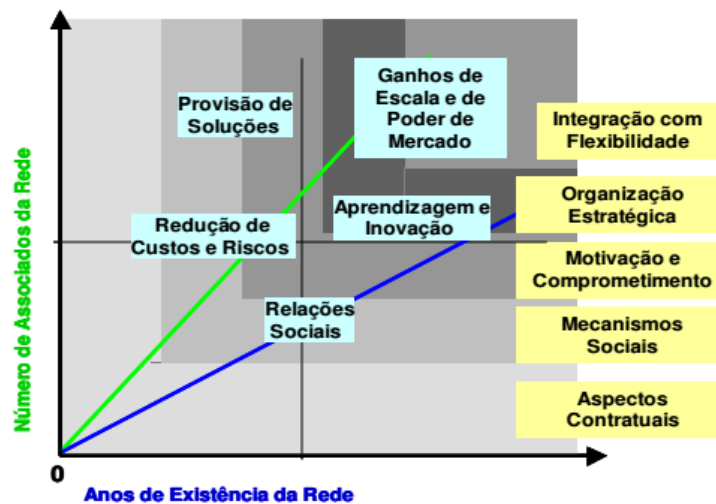 Número de Associados da Rede
Provisão de
Soluções
Ganhos de
Escala e de
Poder de
Mercado
Redução de
Custos e Riscos
Aprendizagem e
Inovação
Relações
Sociais
Integração com
Flexibilidade
Organização
Estratégica
Motivação e
Comprometimento
Mecanismos
Sociais
Aspectos
Contratuais
0
Anos de Existência da Rede